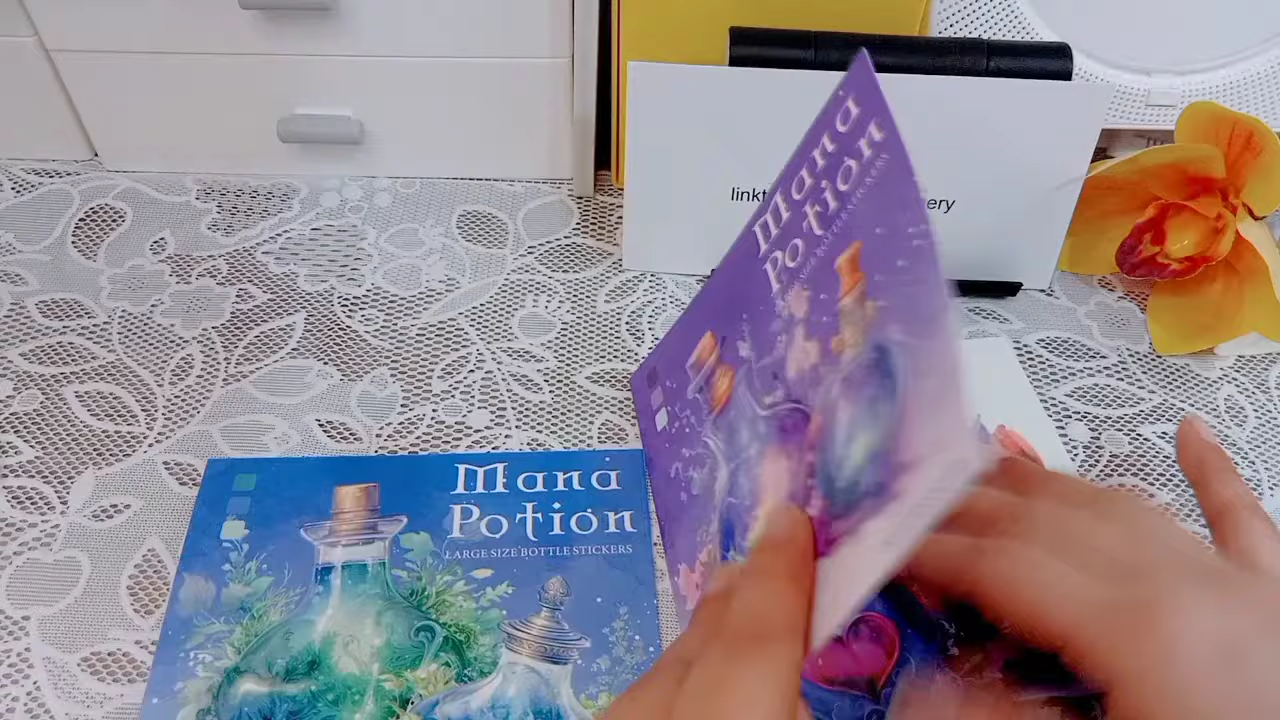 Mana
Potion
LARGE SIZE BOTTLE STICKERS
Mana
Potion
linkt
ery